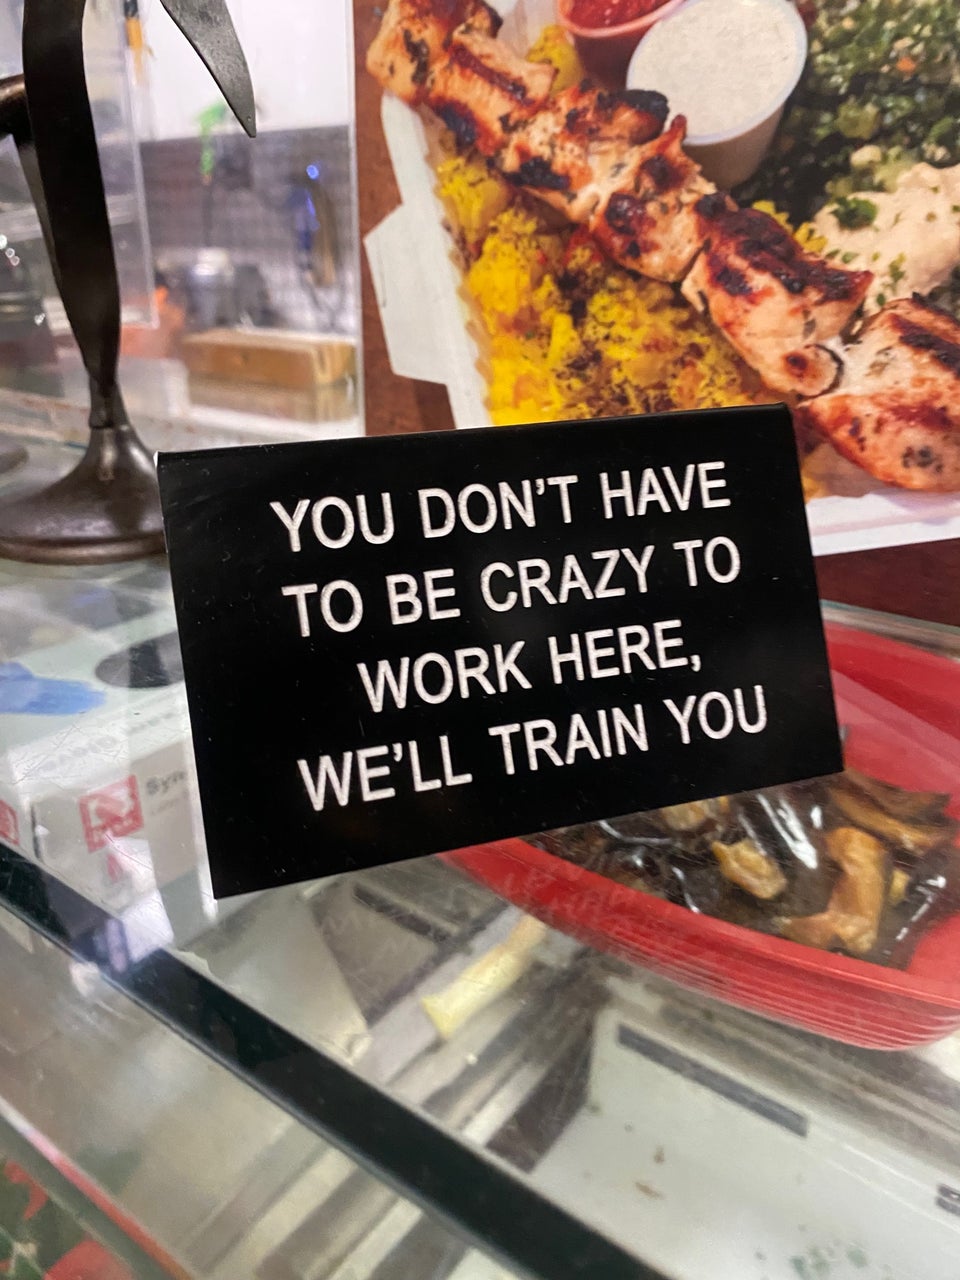 YOU DON'T HAVE
TO BE CRAZY TO
WORK HERE,
WE'LL TRAIN YOU